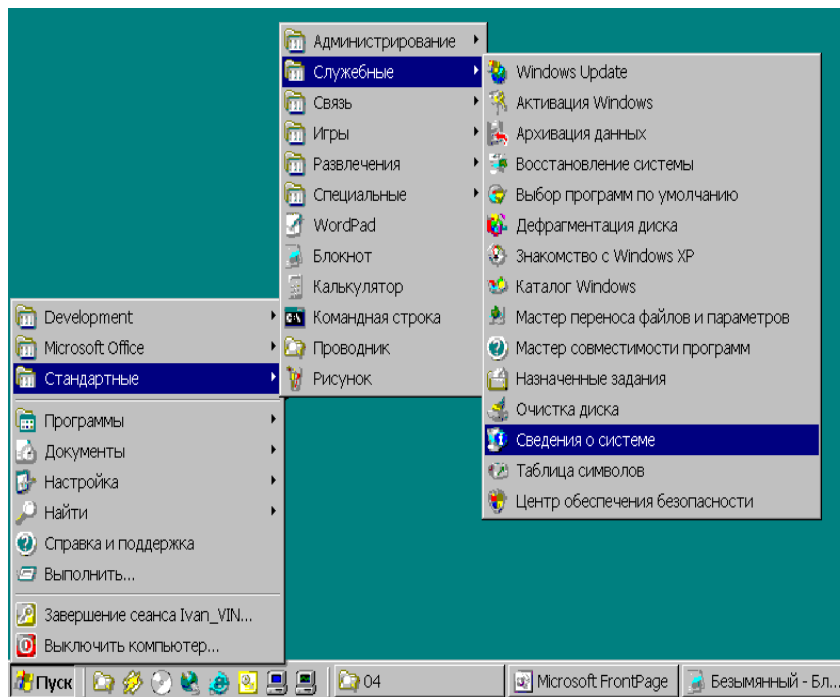 Администрирование
Служебные
Связь
Игры
Развлечения
Специальные
WordPad
Блокнот
Калькулятор
Командная строка
Проводник
Рисунок
Windows Update
Активация Windows
Архивация данных
Восстановление системы
Выбор программ по умолчанию
Дефрагментация диска
Знакомство с Windows XP
Каталог Windows
Мастер переноса файлов и параметров
Мастер совместимости программ
Назначенные задания
Очистка диска
Сведения о системе
Таблица символов
Центр обеспечения безопасности
Development
Microsoft Office
Стандартные
Программы
Документы
Настройка
Найти
Справка и поддержка
Выполнить...
Завершение сеанса Ivan_VIN...
Выключить компьютер...
Пуск
04
Microsoft FrontPage
Безымянный - Бл...